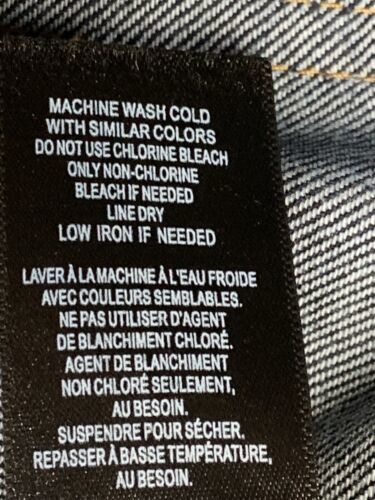 MACHINE WASH COLD
WITH SIMILAR COLORS
DO NOT USE CHLORINE BLEACH
ONLY NON-CHLORINE
BLEACH IF NEEDED
LINE DRY
LOW IRON IF NEEDED
LAVER À LA MACHINE À L'EAU FROIDE
AVEC COULEURS SEMBLABLES.
NE PAS UTILISER D'AGENT
DE BLANCHIMENT CHLORÉ.
AGENT DE BLANCHIMENT
NON CHLORÉ SEULEMENT,
AU BESOIN.
SUSPENDRE POUR SÉCHER.
REPASSER À BASSE TEMPÉRATURE,
AU BESOIN.